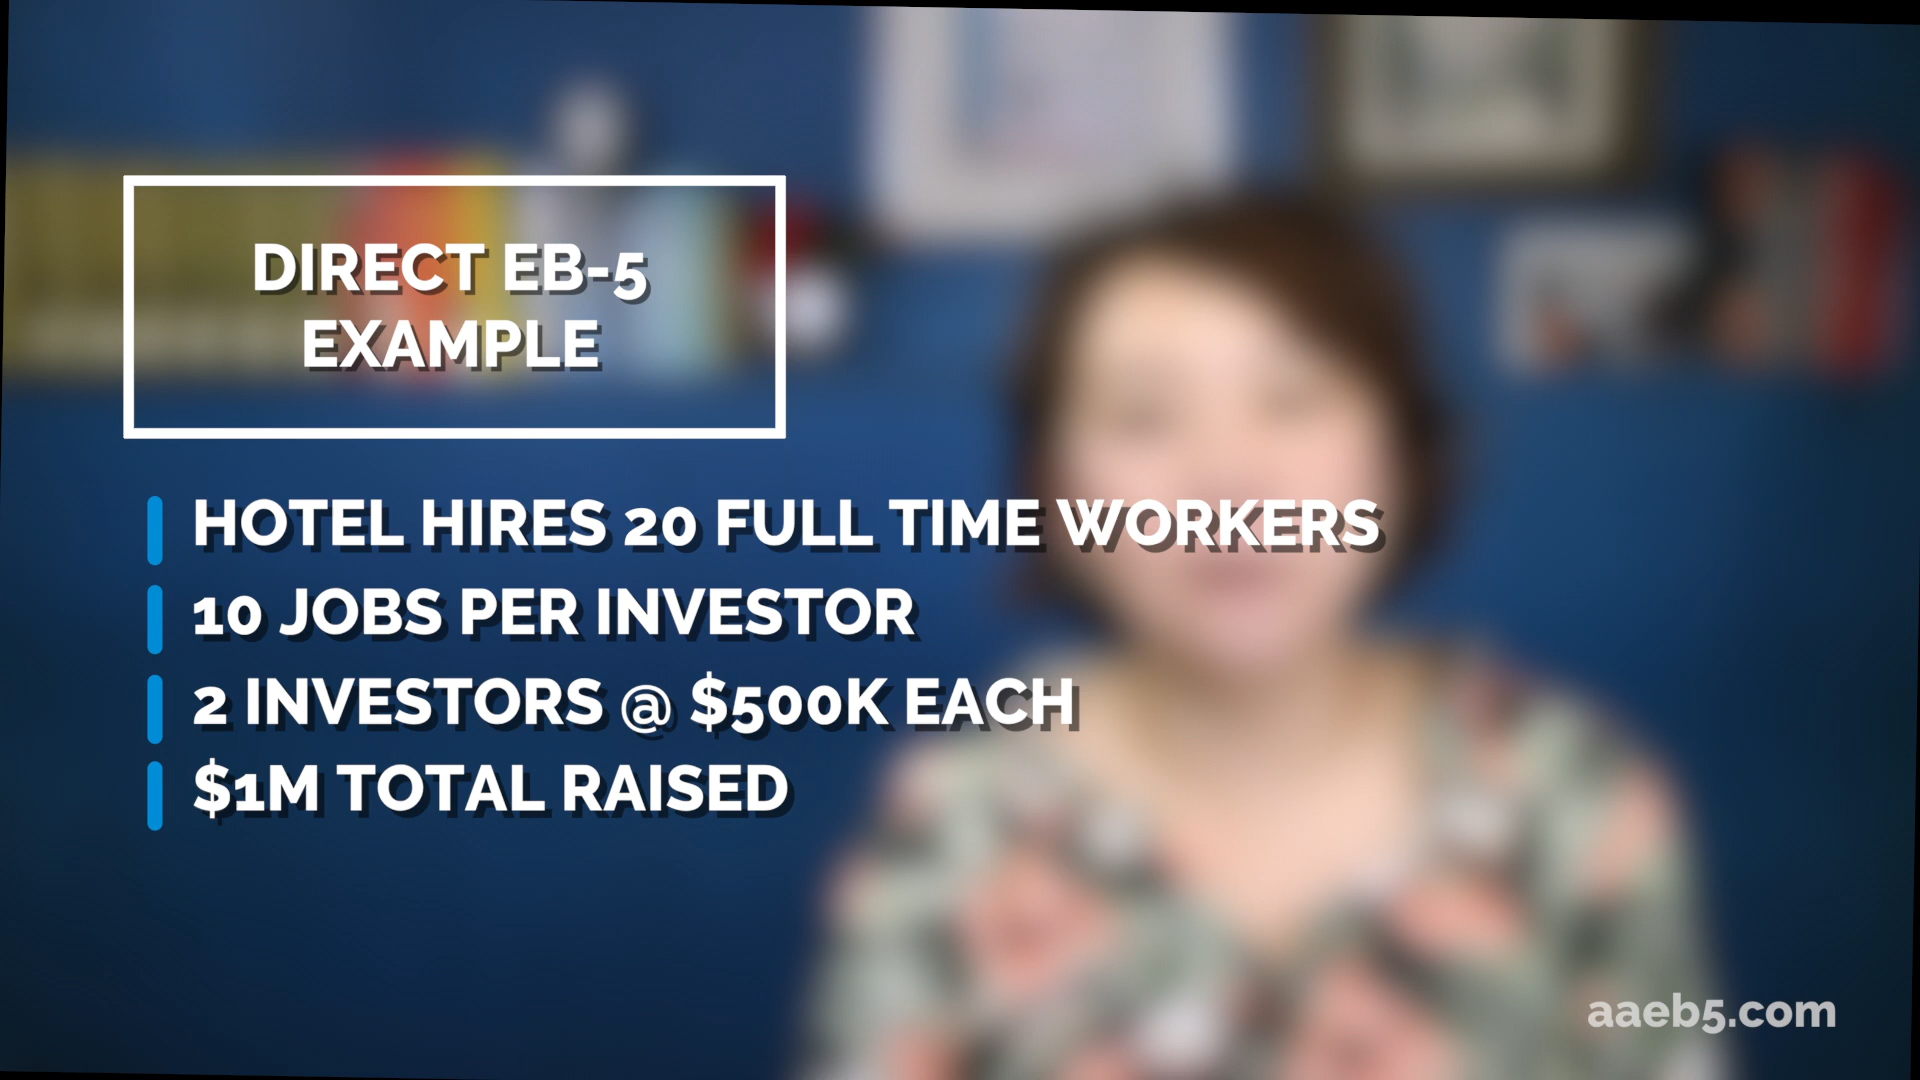 DIRECT EB-5
EXAMPLE
HOTEL HIRES 20 FULL TIME WORKERS
10 JOBS PER INVESTOR
2 INVESTORS @ $500K EACH
$1M TOTAL RAISED
aaeb5.com